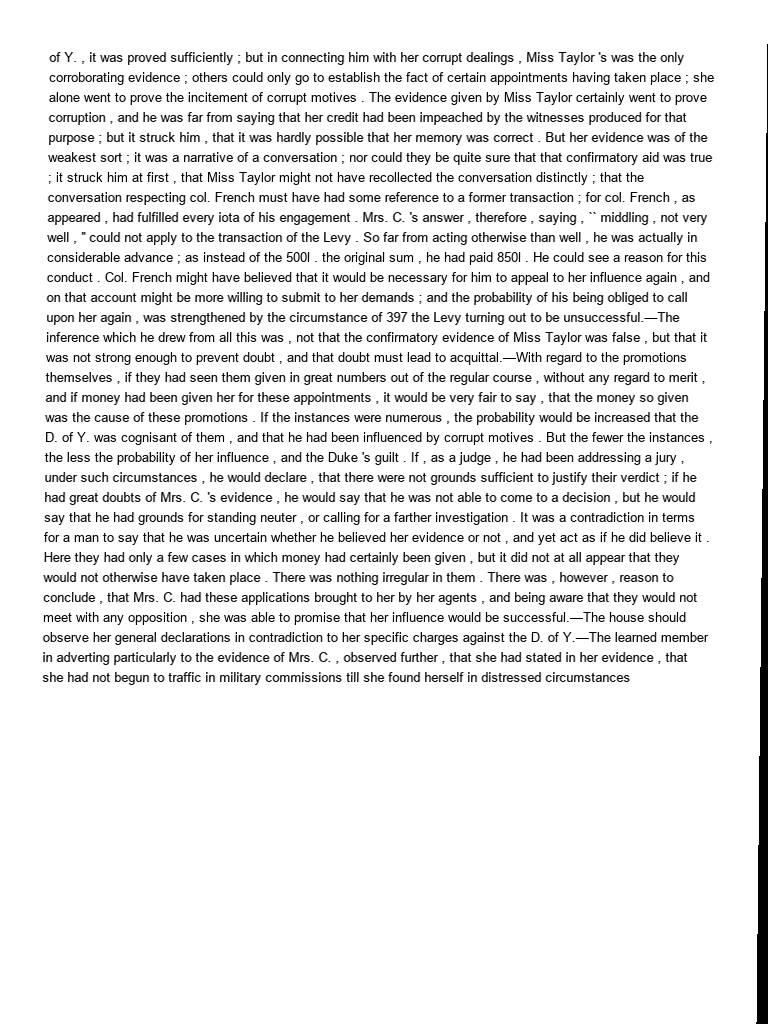 of Y. , it was proved sufficiently ; but in connecting him with her corrupt dealings , Miss Taylor 's was the only
corroborating evidence ; others could only go to establish the fact of certain appointments having taken place ; she
alone went to prove the incitement of corrupt motives . The evidence given by Miss Taylor certainly went to prove
corruption , and he was far from saying that her credit had been impeached by the witnesses produced for that
purpose ; but it struck him , that it was hardly possible that her memory was correct . But her evidence was of the
weakest sort ; it was a narrative of a conversation ; nor could they be quite sure that that confirmatory aid was true
; it struck him at first , that Miss Taylor might not have recollected the conversation distinctly ; that the
conversation respecting col. French must have had some reference to a former transaction ; for col. French , as
appeared , had fulfilled every iota of his engagement . Mrs. C. 's answer , therefore , saying , `` middling , not very
well , " could not apply to the transaction of the Levy . So far from acting otherwise than well , he was actually in
considerable advance ; as instead of the 500l . the original sum , he had paid 850l . He could see a reason for this
conduct . Col. French might have believed that it would be necessary for him to appeal to her influence again , and
on that account might be more willing to submit to her demands ; and the probability of his being obliged to call
upon her again , was strengthened by the circumstance of 397 the Levy turning out to be unsuccessful.—The
inference which he drew from all this was , not that the confirmatory evidence of Miss Taylor was false , but that it
was not strong enough to prevent doubt , and that doubt must lead to acquittal.—With regard to the promotions
themselves , if they had seen them given in great numbers out of the regular course , without any regard to merit ,
and if money had been given her for these appointments , it would be very fair to say , that the money so given
was the cause of these promotions . If the instances were numerous , the probability would be increased that the
D. of Y. was cognisant of them , and that he had been influenced by corrupt motives . But the fewer the instances ,
the less the probability of her influence , and the Duke 's guilt . If , as a judge , he had been addressing a jury ,
under such circumstances , he would declare , that there were not grounds sufficient to justify their verdict ; if he
had great doubts of Mrs. C. 's evidence , he would say that he was not able to come to a decision , but he would
say that he had grounds for standing neuter , or calling for a farther investigation . It was a contradiction in terms
for a man to say that he was uncertain whether he believed her evidence or not , and yet act as if he did believe it .
Here they had only a few cases in which money had certainly been given , but it did not at all appear that they
would not otherwise have taken place . There was nothing irregular in them . There was , however , reason to
conclude , that Mrs. C. had these applications brought to her by her agents , and being aware that they would not
meet with any opposition , she was able to promise that her influence would be successful.—The house should
observe her general declarations in contradiction to her specific charges against the D. of Y.—The learned member
in adverting particularly to the evidence of Mrs. C. , observed further , that she had stated in her evidence , that
she had not begun to traffic in military commissions till she found herself in distressed circumstances